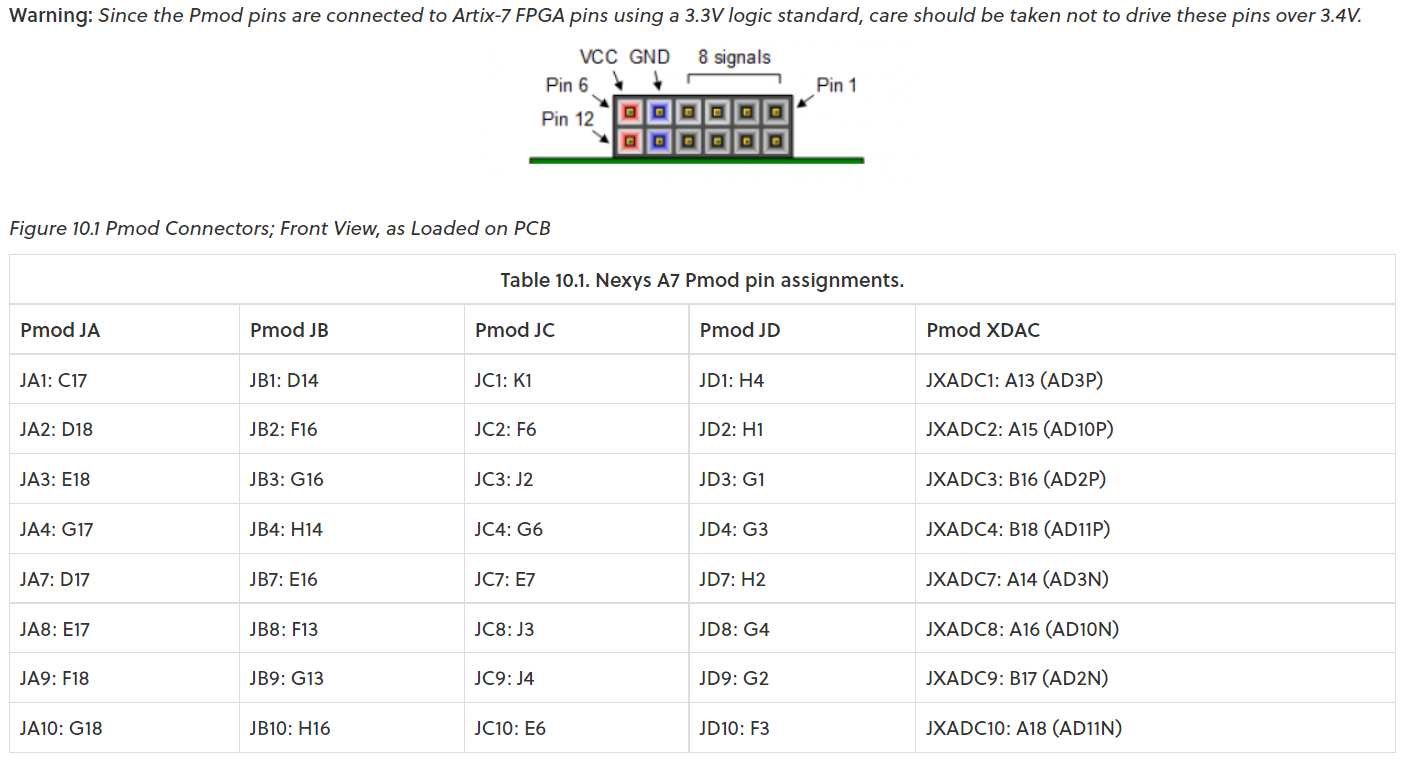 Warning: Since the Pmod pins are connected to Artix-7 FPGA pins using a 3.3V logic standard, care should be taken not to drive these pins over 3.4V.
VCC GND 8 signals
Pin 6 Pin 1
Pin 12
Figure 10.1 Pmod Connectors; Front View, as Loaded on PCB
Table 10.1. Nexys A7 Pmod pin assignments.
Pmod JA Pmod JB Pmod JC Pmod JD Pmod XDAC
JA1: C17 JB1: D14 JC1: K1 JD1: H4 JXADC1: A13 (AD3P)
JA2: D18 JB2: F16 JC2: F6 JD2: H1 JXADC2: A15 (AD10P)
JA3: E18 JB3: G16 JC3: J2 JD3: G1 JXADC3: B16 (AD2P)
JA4: G17 JB4: H14 JC4: G6 JD4: G3 JXADC4: B18 (AD11P)
JA7: D17 JB7: E16 JC7: E7 JD7: H2 JXADC7: A14 (AD3N)
JA8: E17 JB8: F13 JC8: J3 JD8: G4 JXADC8: A16 (AD10N)
JA9: F18 JB9: G13 JC9: J4 JD9: G2 JXADC9: B17 (AD2N)
JA10: G18 JB10: H16 JC10: E6 JD10: F3 JXADC10: A18 (AD11N)